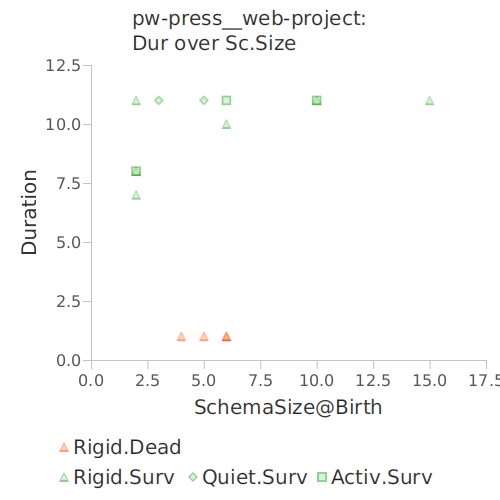 pw-press__web-project:
Dur over Sc.Size
12.5
10.0
7.5
5.0
2.5
0.0
Duration
0.0 2.5 5.0 7.5 10.0 12.5 15.0 17.5
SchemaSize@Birth
Rigid.Dead
Rigid.Surv Quiet.Surv Activ.Surv